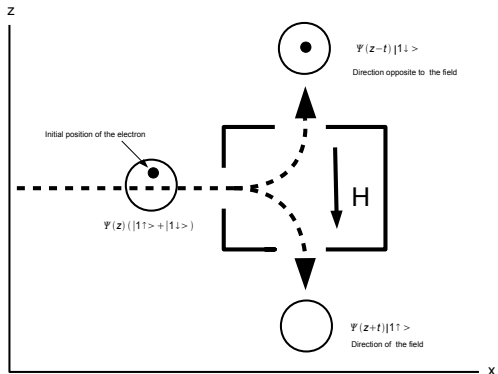 z
Ψ(z−t)|1↓>
Direction opposite to the field
Initial position of the electron
H
Ψ(z)(|1↑>+|1↓>)
Ψ(z+t)|1↑>
Direction of the field
x